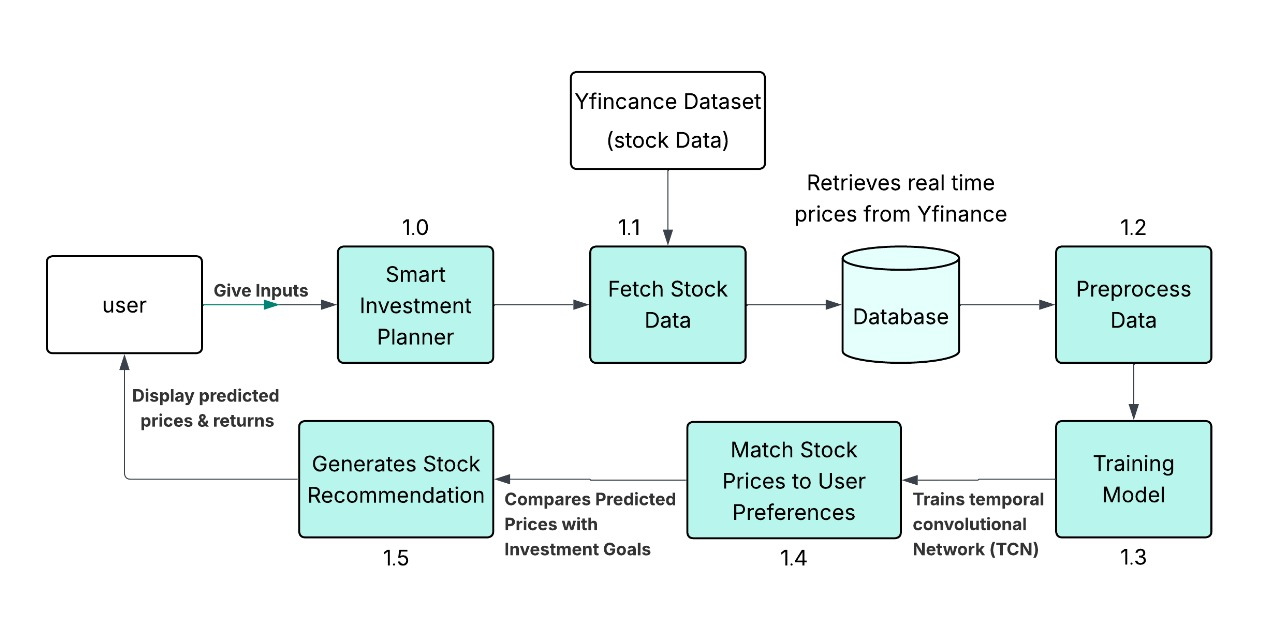 Yfincance Dataset
(stock Data)
Retrieves real time
prices from Yfinance
1.0
1.1
1.2
user
Give Inputs
Smart
Investment
Planner
Fetch Stock
Data
Database
Preprocess
Data
Display predicted
prices & returns
Generates Stock
Recommendation
1.5
Compares Predicted
Prices with
Investment Goals
Match Stock
Prices to User
Preferences
1.4
Trains temporal
convolutional
Network (TCN)
Training
Model
1.3